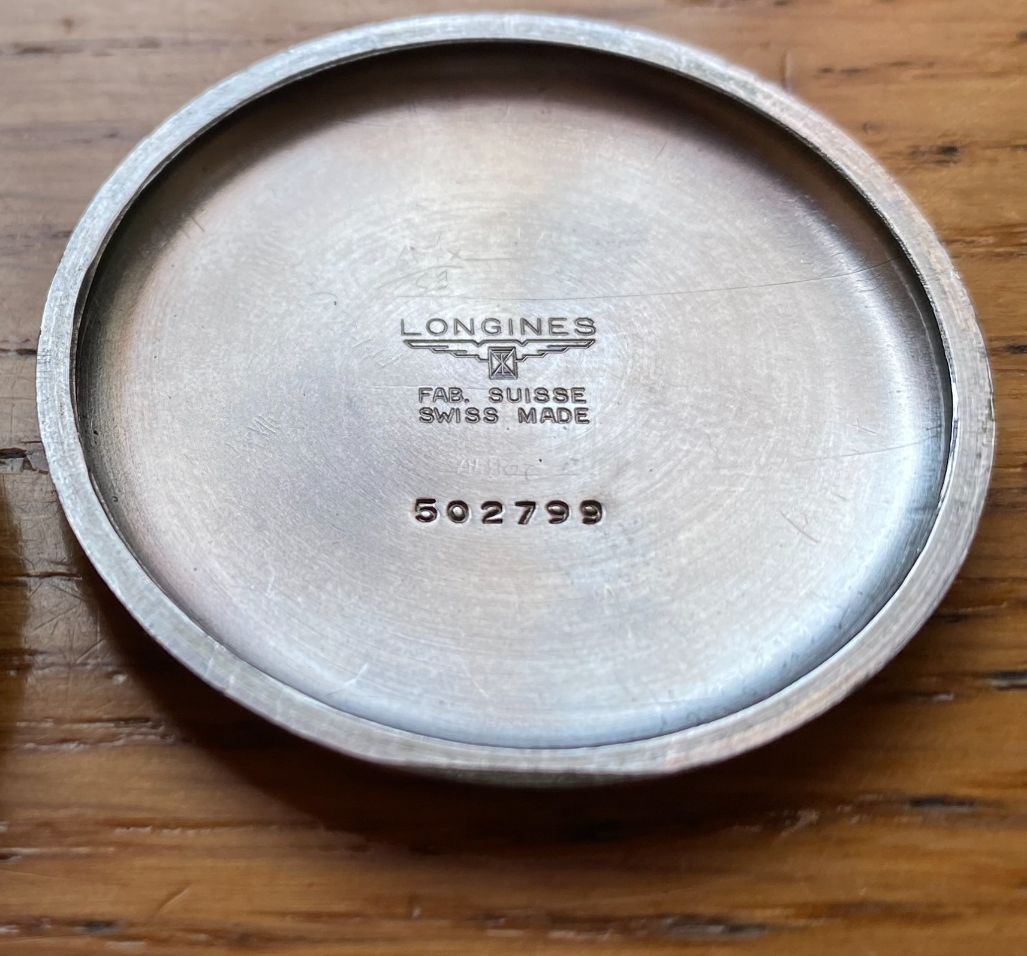 LONGINES
FAB. SUISSE
SWISS MADE
502799